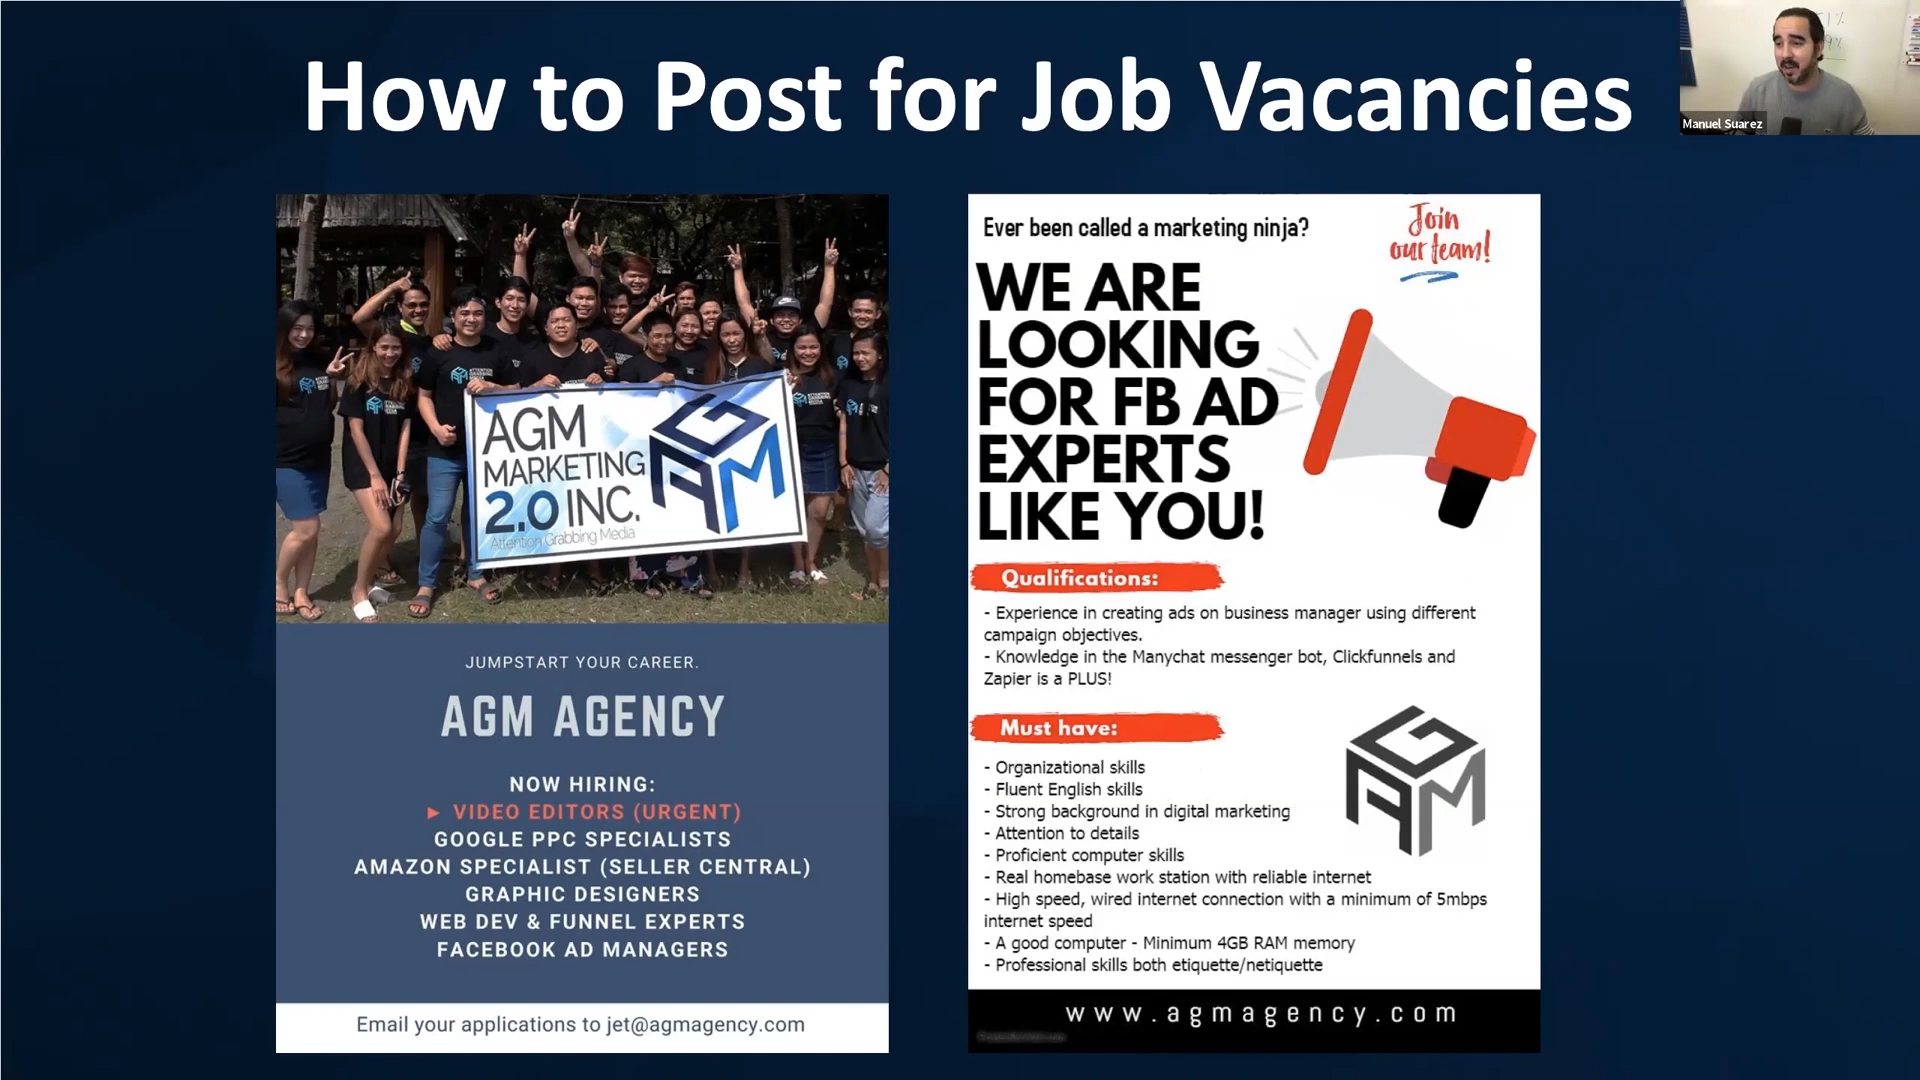 How to Post for Job Vacancies
Manuel Suarez
AGM
MARKETING
2.0 INC.
Attention Grabbing Media
GAM
JUMPSTART YOUR CAREER.
AGM AGENCY
NOW HIRING:
► VIDEO EDITORS (URGENT)
GOOGLE PPC SPECIALISTS
AMAZON SPECIALIST (SELLER CENTRAL)
GRAPHIC DESIGNERS
WEB DEV & FUNNEL EXPERTS
FACEBOOK AD MANAGERS
Email your applications to jet@agmagency.com
Ever been called a marketing ninja?
Join
our team!
WE ARE
LOOKING
FOR FB AD
EXPERTS
LIKE YOU!
Qualifications:
- Experience in creating ads on business manager using different
campaign objectives.
- Knowledge in the Manychat messenger bot, Clickfunnels and
Zapier is a PLUS!
Must have:
- Organizational skills
- Fluent English skills
- Strong background in digital marketing
- Attention to details
- Proficient computer skills
- Real homebase work station with reliable internet
- High speed, wired internet connection with a minimum of 5mbps
internet speed
- A good computer - Minimum 4GB RAM memory
- Professional skills both etiquette/netiquette
GAM
www.agmagency.com